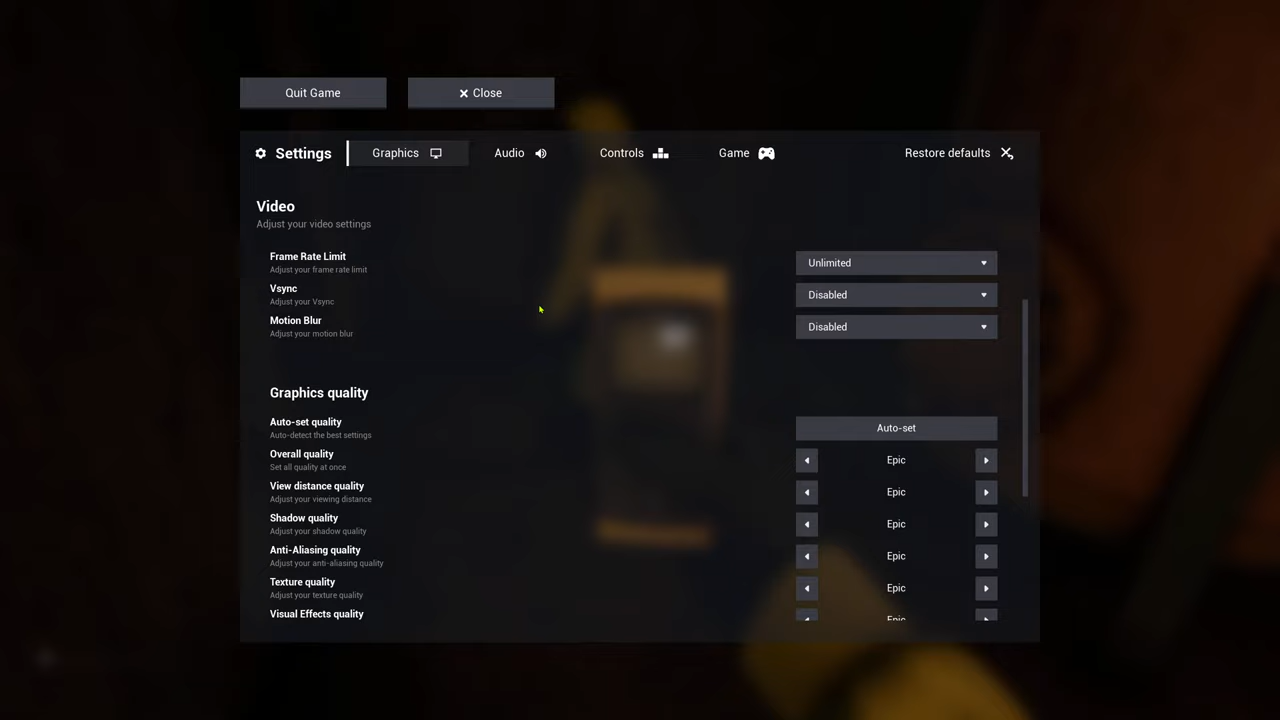 Quit Game
Close
Settings
Graphics
Audio
Controls
Game
Restore defaults
Video
Adjust your video settings
Frame Rate Limit
Adjust your frame rate limit
Unlimited
Vsync
Adjust your Vsync
Disabled
Motion Blur
Adjust your motion blur
Disabled
Graphics quality
Auto-set quality
Auto-detect the best settings
Auto-set
Overall quality
Set all quality at once
Epic
View distance quality
Adjust your viewing distance
Epic
Shadow quality
Adjust your shadow quality
Epic
Anti-Aliasing quality
Adjust your anti-aliasing quality
Epic
Texture quality
Adjust your texture quality
Epic
Visual Effects quality
Epic